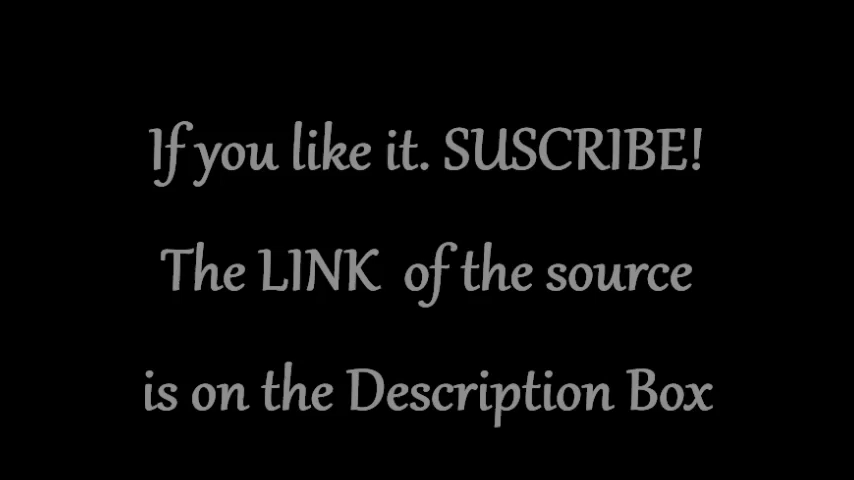 If you like it. SUSCRIBE!
The LINK of the source
is on the Description Box